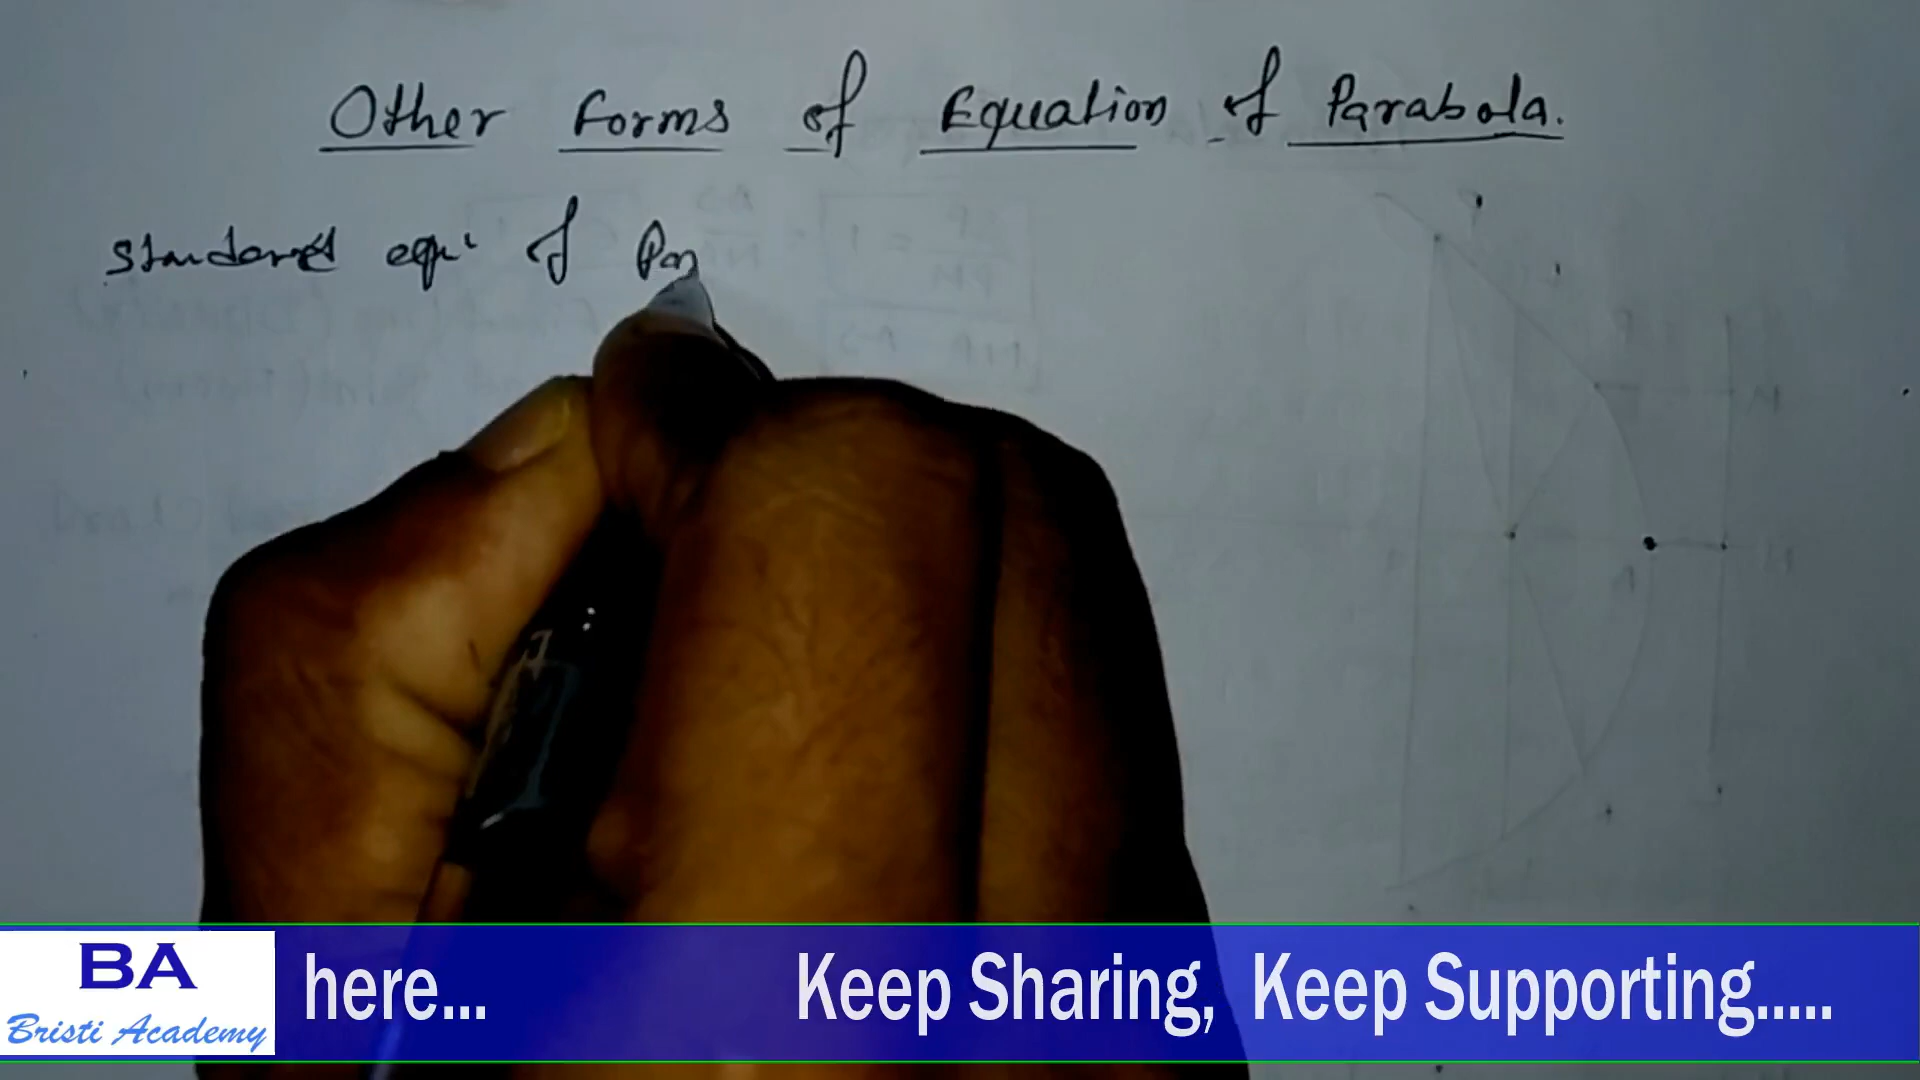 Other Forms of Equation of Parabola.
Standard eqn of Par
BA
Bristi Academy
here... Keep Sharing, Keep Supporting.....